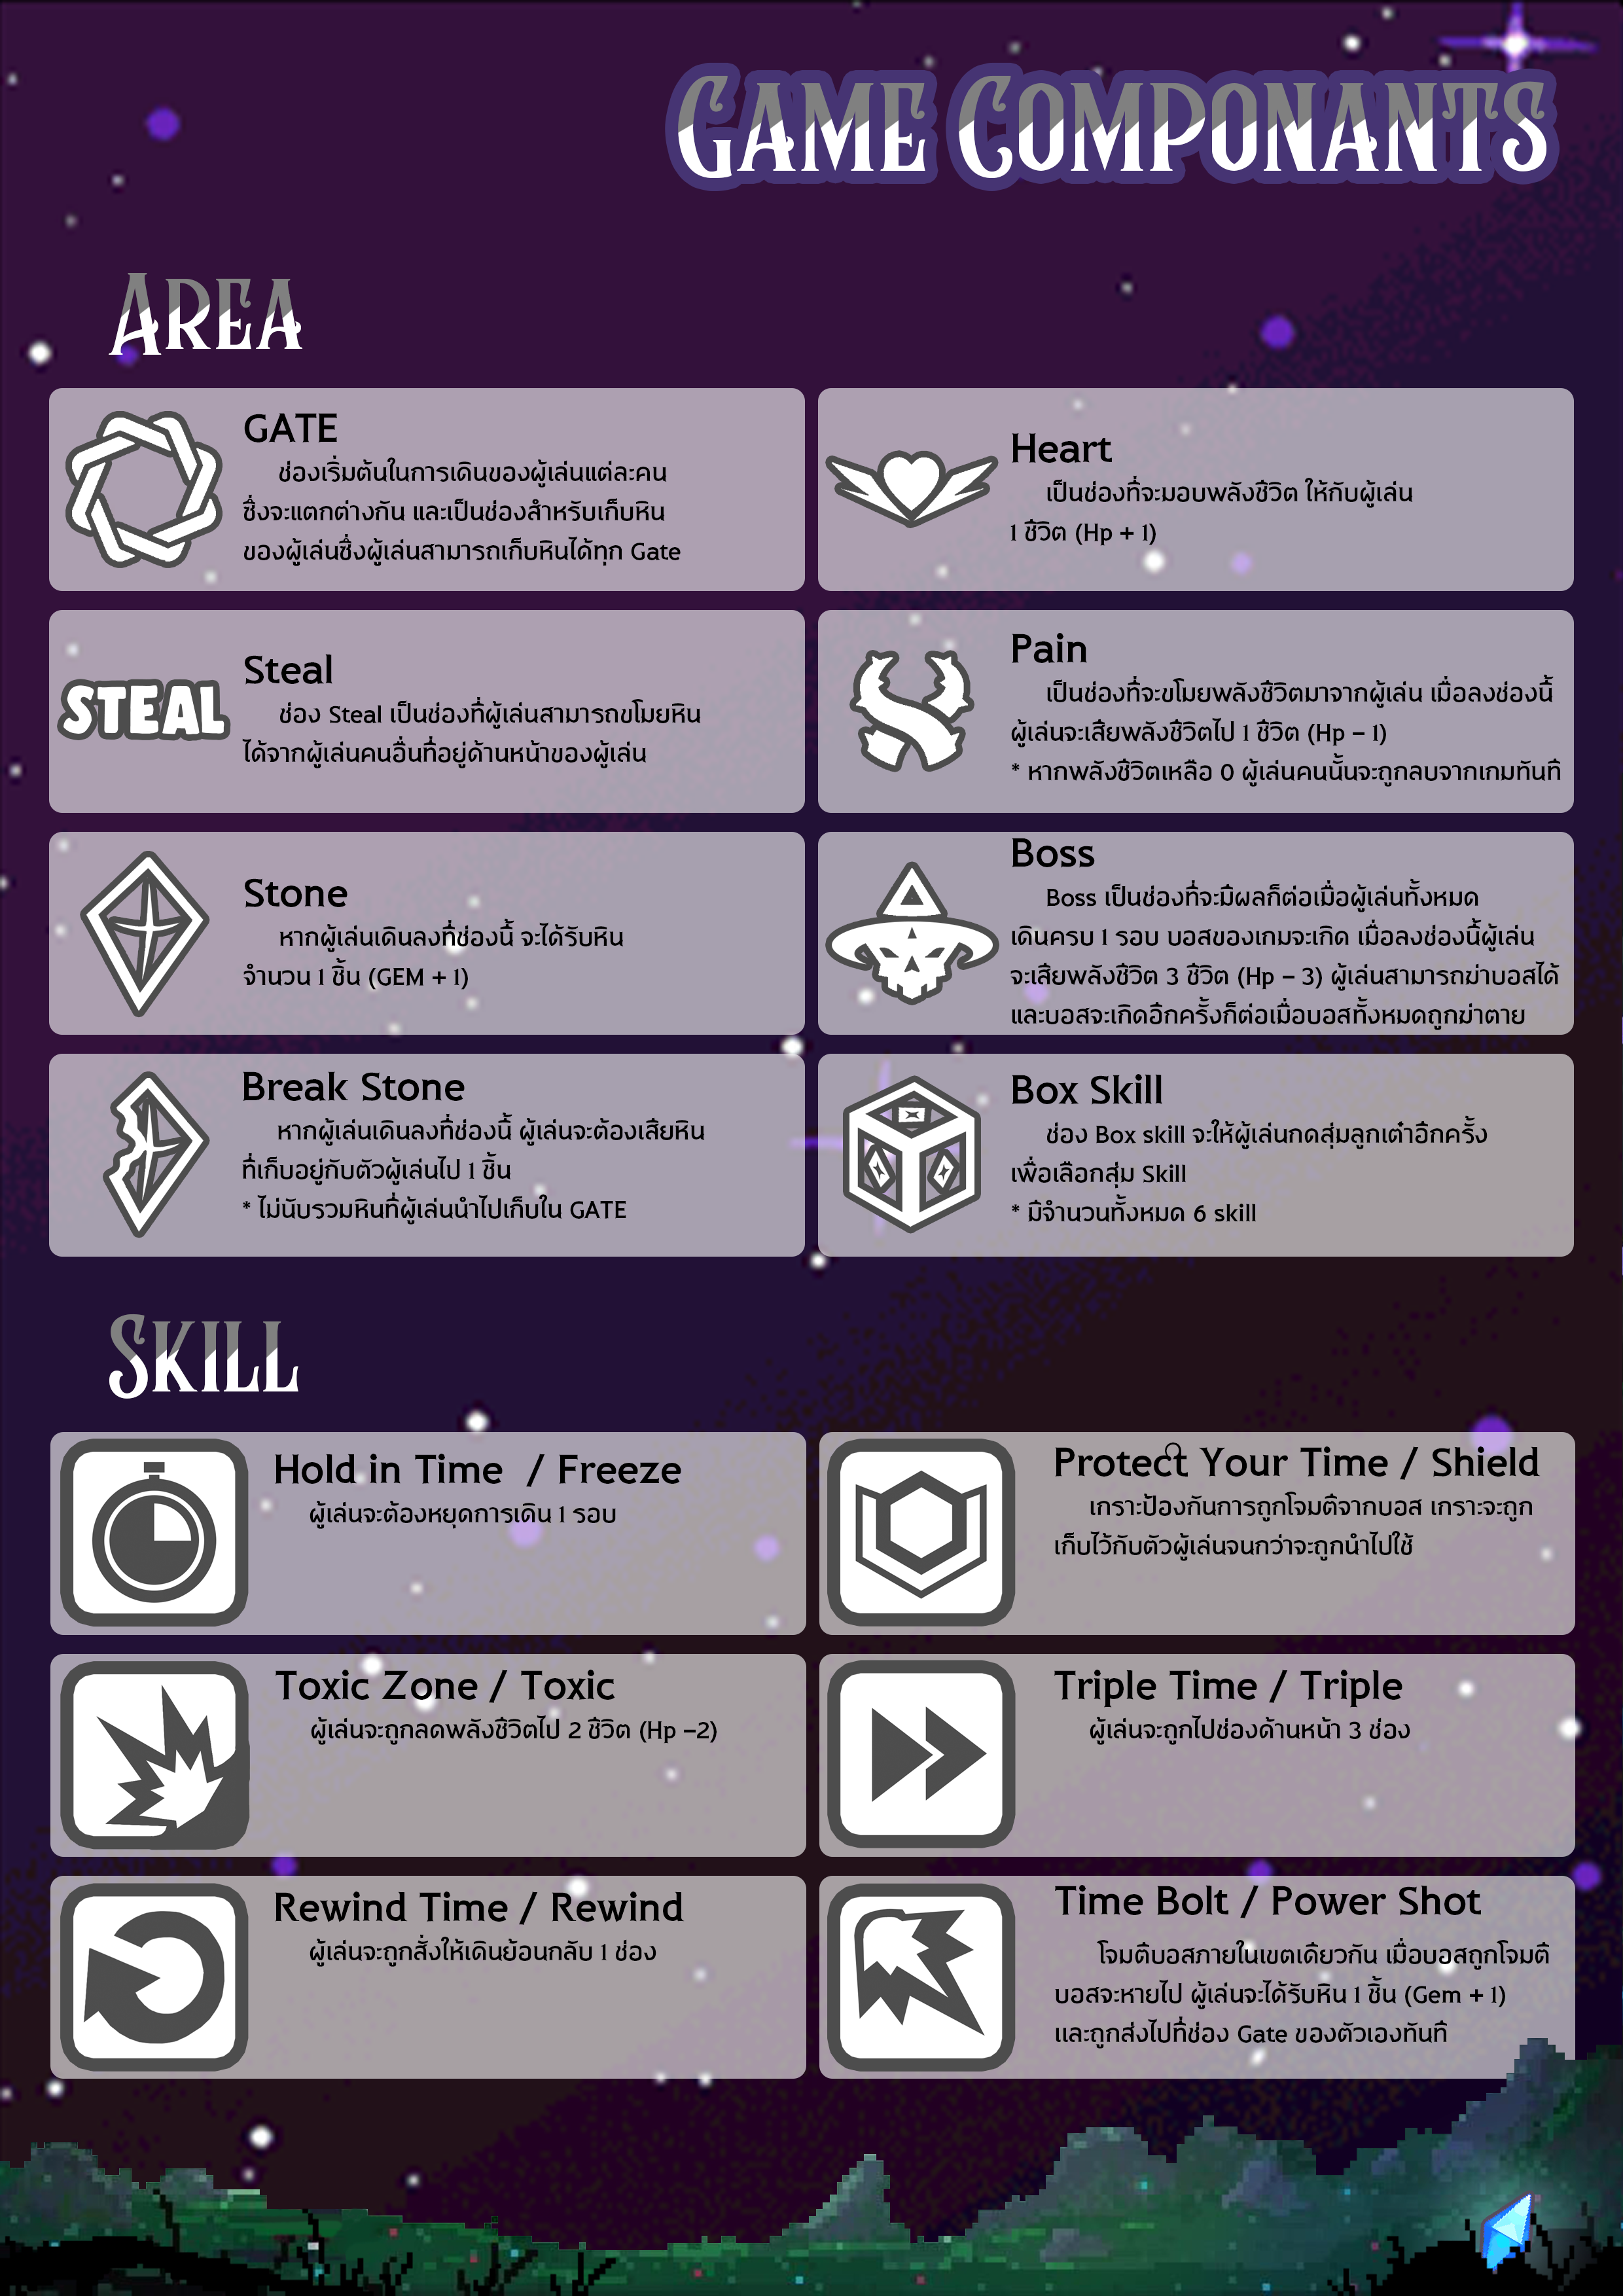 GAME COMPONANTS
AREA
GATE
ช่องเริ่มต้นในการเดินของผู้เล่นแต่ละคน
ซึ่งจะแตกต่างกัน และเป็นช่องสำหรับเก็บหิน
ของผู้เล่นซึ่งผู้เล่นสามารถเก็บหินได้ทุก Gate
Heart
เป็นช่องที่จะมอบพลังชีวิต ให้กับผู้เล่น
1 ชีวิต (Hp + 1)
STEAL
Steal
ช่อง Steal เป็นช่องที่ผู้เล่นสามารถขโมยหิน
ได้จากผู้เล่นคนอื่นที่อยู่ด้านหน้าของผู้เล่น
Pain
เป็นช่องที่จะขโมยพลังชีวิตมาจากผู้เล่น เมื่อลงช่องนี้
ผู้เล่นจะเสียพลังชีวิตไป 1 ชีวิต (Hp – 1)
* หากพลังชีวิตเหลือ 0 ผู้เล่นคนนั้นจะถูกลบจากเกมทันที
Stone
หากผู้เล่นเดินลงที่ช่องนี้ จะได้รับหิน
จำนวน 1 ชิ้น (GEM + 1)
Boss
Boss เป็นช่องที่จะมีผลก็ต่อเมื่อผู้เล่นทั้งหมด
เดินครบ 1 รอบ บอสของเกมจะเกิด เมื่อลงช่องนี้ผู้เล่น
จะเสียพลังชีวิต 3 ชีวิต (Hp – 3) ผู้เล่นสามารถฆ่าบอสได้
และบอสจะเกิดอีกครั้งก็ต่อเมื่อบอสทั้งหมดถูกฆ่าตาย
Break Stone
หากผู้เล่นเดินลงที่ช่องนี้ ผู้เล่นจะต้องเสียหิน
ที่เก็บอยู่กับตัวผู้เล่นไป 1 ชิ้น
* ไม่นับรวมหินที่ผู้เล่นนำไปเก็บใน GATE
Box Skill
ช่อง Box skill จะให้ผู้เล่นกดสุ่มลูกเต๋าอีกครั้ง
เพื่อเลือกสุ่ม Skill
* มีจำนวนทั้งหมด 6 skill
SKILL
Hold in Time / Freeze
ผู้เล่นจะต้องหยุดการเดิน 1 รอบ
Protect Your Time / Shield
เกราะป้องกันการถูกโจมตีจากบอส เกราะจะถูก
เก็บไว้กับตัวผู้เล่นจนกว่าจะถูกนำไปใช้
Toxic Zone / Toxic
ผู้เล่นจะถูกลดพลังชีวิตไป 2 ชีวิต (Hp –2)
Triple Time / Triple
ผู้เล่นจะถูกไปช่องด้านหน้า 3 ช่อง
Rewind Time / Rewind
ผู้เล่นจะถูกสั่งให้เดินย้อนกลับ 1 ช่อง
Time Bolt / Power Shot
โจมตีบอสภายในเขตเดียวกัน เมื่อบอสถูกโจมตี
บอสจะหายไป ผู้เล่นจะได้รับหิน 1 ชิ้น (Gem + 1)
และถูกส่งไปที่ช่อง Gate ของตัวเองทันที